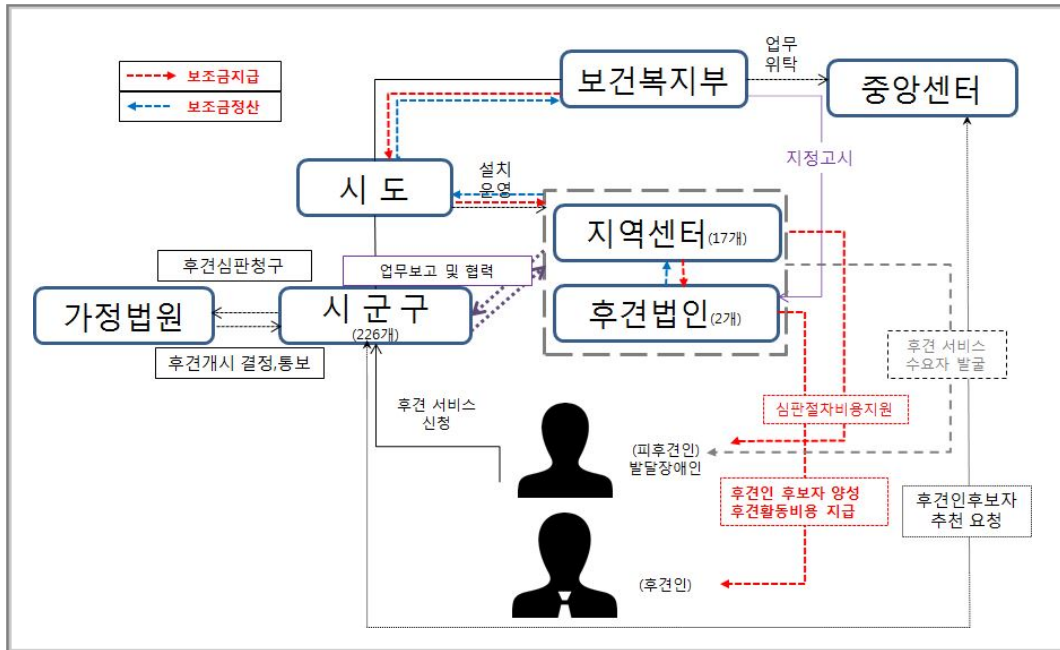 보조금지급
보조금정산
보건복지부
업무
위탁
중앙센터
지정고시
시 도
설치
운영
지역센터(17개)
후견심판청구
업무보고 및 협력
가정법원
시 군 구
(226개)
후견법인(2개)
후견개시 결정,통보
후견 서비스
수요자 발굴
후견 서비스
신청
심판절차비용지원
(피후견인)
발달장애인
후견인 후보자 양성
후견활동비용 지급
후견인후보자
추천 요청
(후견인)